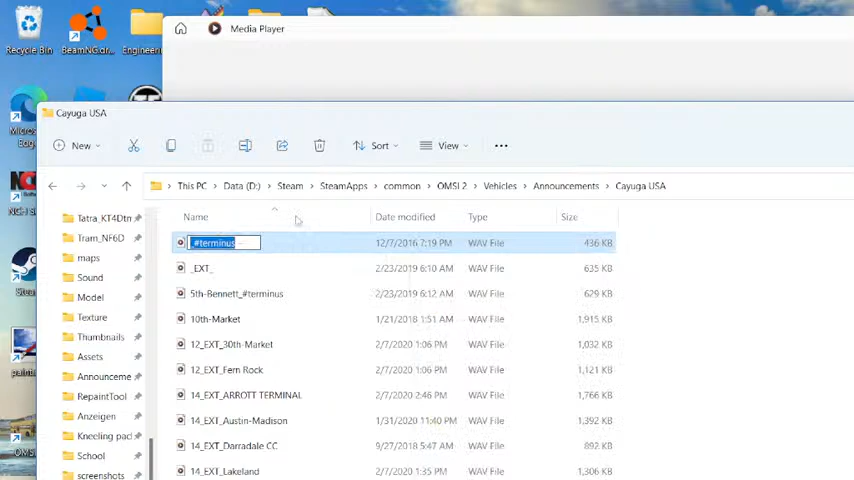 Recycle Bin
BeamNG.dr...
Engineeri
Media Player
Cayuga USA
Micros
Edg
New
Sort
View
This PC > Data (D:) > Steam > SteamApps > common > OMSI 2 > Vehicles > Announcements > Cayuga USA
Name
Date modified
Type
Size
Tatra_KT4Dtm
Tram_NF6D
maps
Sound
Model
Texture
Thumbnails
Assets
Announceme
RepaintTool
Anzeigen
Kneeling pac
School
screenshots
NCH S
Stea
paint
OMS
_#terminus 12/7/2016 7:19 PM WAV File 436 KB
_EXT_ 2/23/2019 6:10 AM WAV File 635 KB
5th-Bennett_#terminus 2/23/2019 6:12 AM WAV File 629 KB
10th-Market 1/21/2018 1:51 AM WAV File 1,915 KB
12_EXT_30th-Market 2/7/2020 1:06 PM WAV File 1,032 KB
12_EXT_Fern Rock 2/7/2020 1:06 PM WAV File 1,121 KB
14_EXT_ARROTT TERMINAL 2/7/2020 2:46 PM WAV File 1,766 KB
14_EXT_Austin-Madison 1/31/2020 11:40 PM WAV File 1,392 KB
14_EXT_Darradale CC 9/27/2018 5:47 AM WAV File 892 KB
14_EXT_Lakeland 2/7/2020 1:35 PM WAV File 1,306 KB